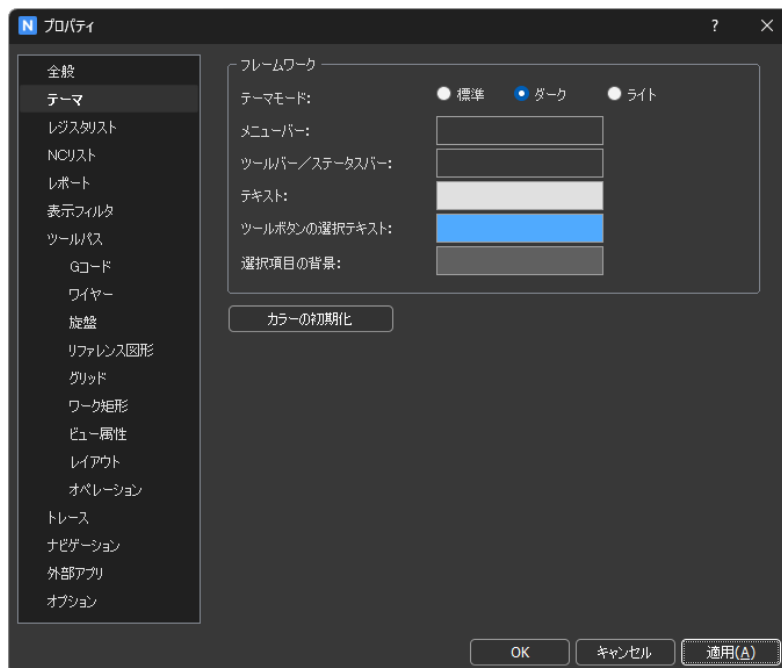 N プロパティ ? ×
全般
テーマ
レジスタリスト
NCリスト
レポート
表示フィルタ
ツールパス
Gコード
ワイヤー
旋盤
リファレンス図形
グリッド
ワーク矩形
ビュー属性
レイアウト
オペレーション
トレース
ナビゲーション
外部アプリ
オプション
フレームワーク
テーマモード: 標準 ダーク ライト
メニューバー:
ツールバー/ステータスバー:
テキスト:
ツールボタンの選択テキスト:
選択項目の背景:
カラーの初期化
OK キャンセル 適用(A)